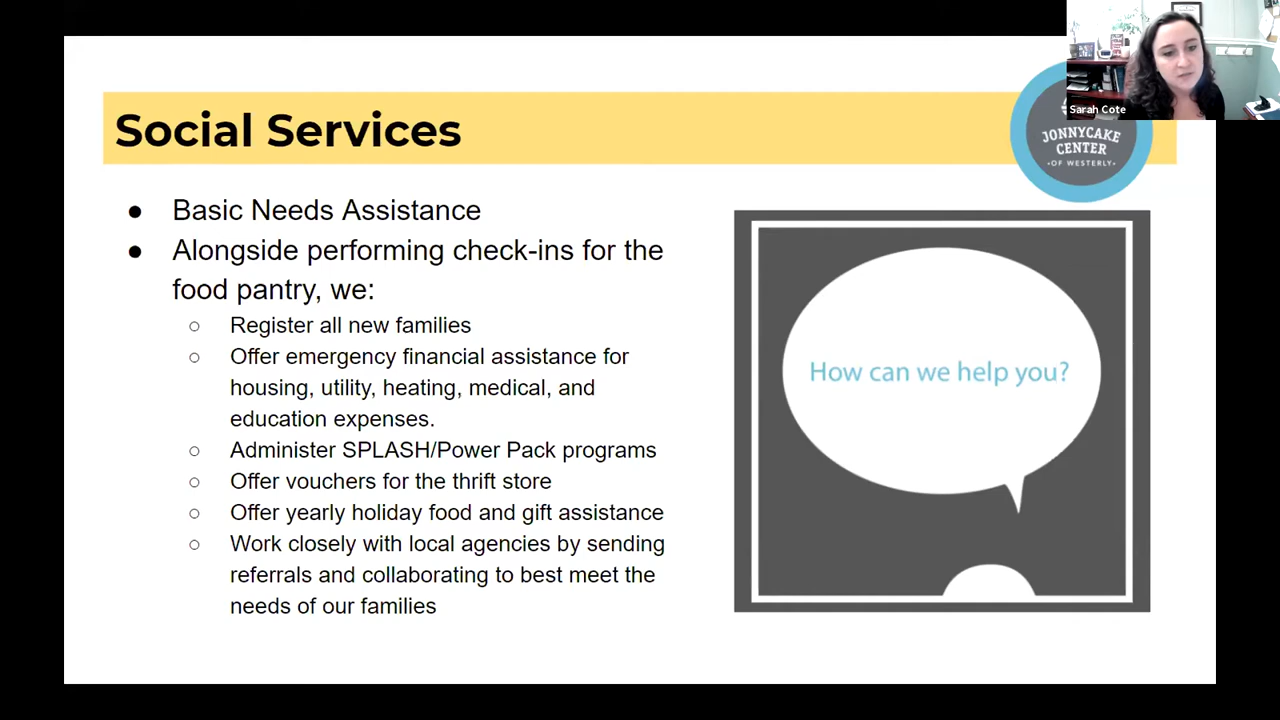 Sarah Cote
Social Services
JONNYCAKE
CENTER
•OF WESTERLY•
● Basic Needs Assistance
● Alongside performing check-ins for the
food pantry, we:
○ Register all new families
○ Offer emergency financial assistance for
housing, utility, heating, medical, and
education expenses.
○ Administer SPLASH/Power Pack programs
○ Offer vouchers for the thrift store
○ Offer yearly holiday food and gift assistance
○ Work closely with local agencies by sending
referrals and collaborating to best meet the
needs of our families
How can we help you?